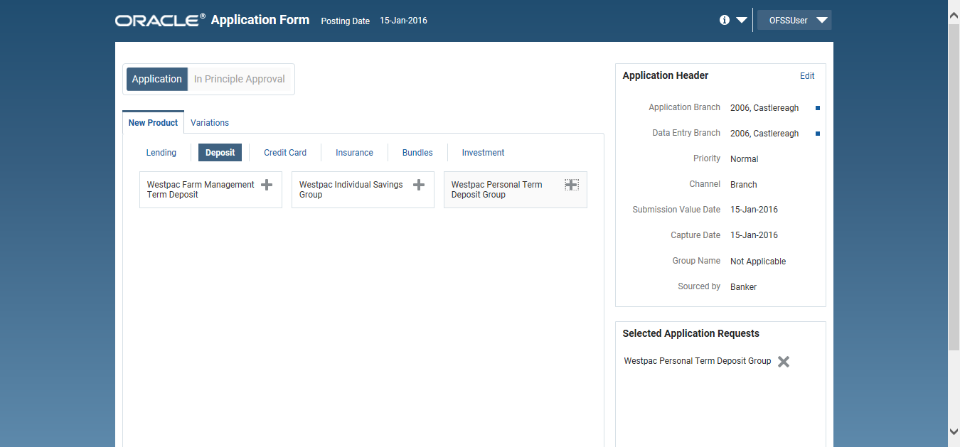 ORACLE® Application Form Posting Date 15-Jan-2016
OFSSUser
Application In Principle Approval
New Product Variations
Lending Deposit Credit Card Insurance Bundles Investment
Westpac Farm Management
Term Deposit
Westpac Individual Savings
Group
Westpac Personal Term
Deposit Group
Application Header Edit
Application Branch 2006, Castlereagh
Data Entry Branch 2006, Castlereagh
Priority Normal
Channel Branch
Submission Value Date 15-Jan-2016
Capture Date 15-Jan-2016
Group Name Not Applicable
Sourced by Banker
Selected Application Requests
Westpac Personal Term Deposit Group